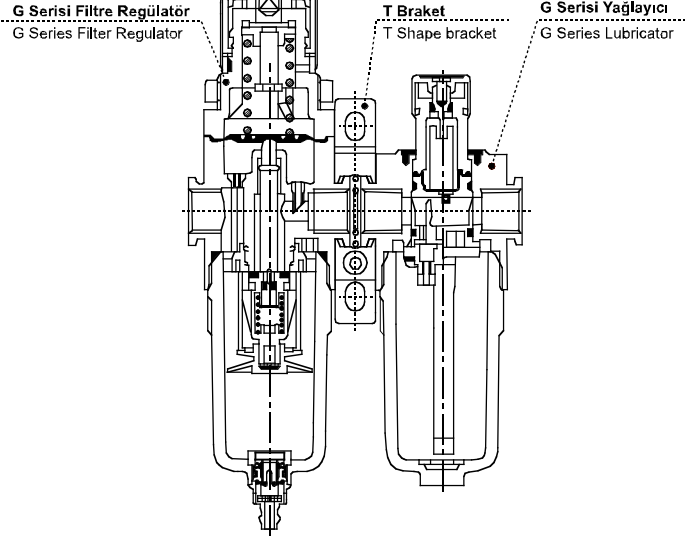 G Serisi Filtre Regülatör
G Series Filter Regulator
T Braket
T Shape bracket
G Serisi Yağlayıcı
G Series Lubricator